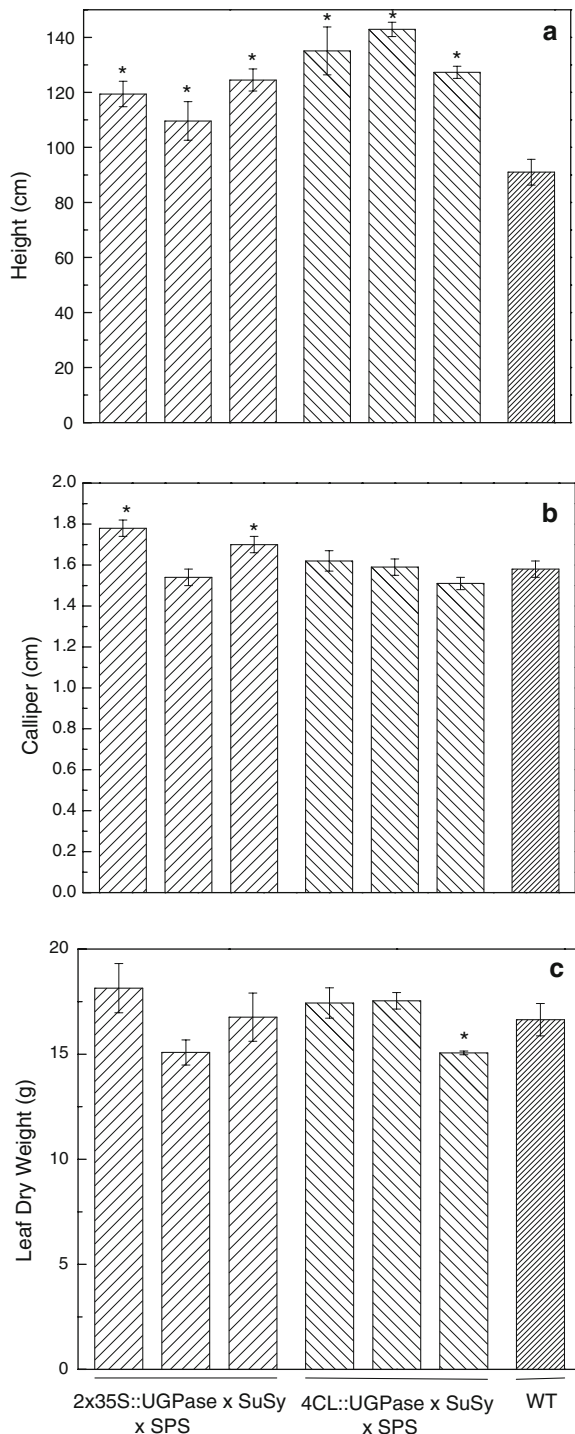 140
120
100
80
60
40
20
0
Height (cm)
a
* * * * * *
2.0
1.8
1.6
1.4
1.2
1.0
0.8
0.6
0.4
0.2
0.0
Calliper (cm)
b
* *
20
15
10
5
0
Leaf Dry Weight (g)
c
*
2x35S::UGPase x SuSy
x SPS
4CL::UGPase x SuSy
x SPS
WT